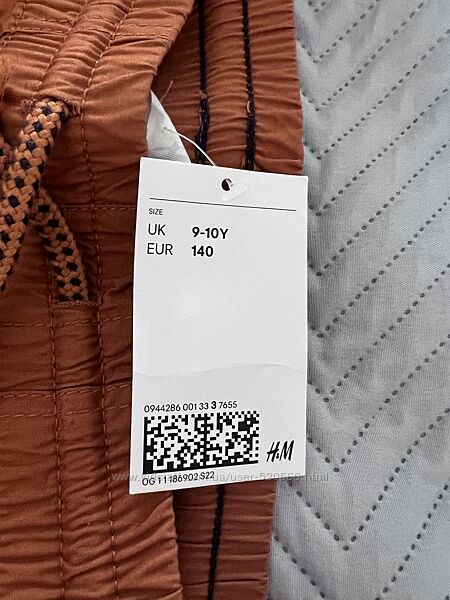 SIZE
UK 9-10Y
EUR 140
0944286 001 33 3 7655
H&M
OG 11186902 S22